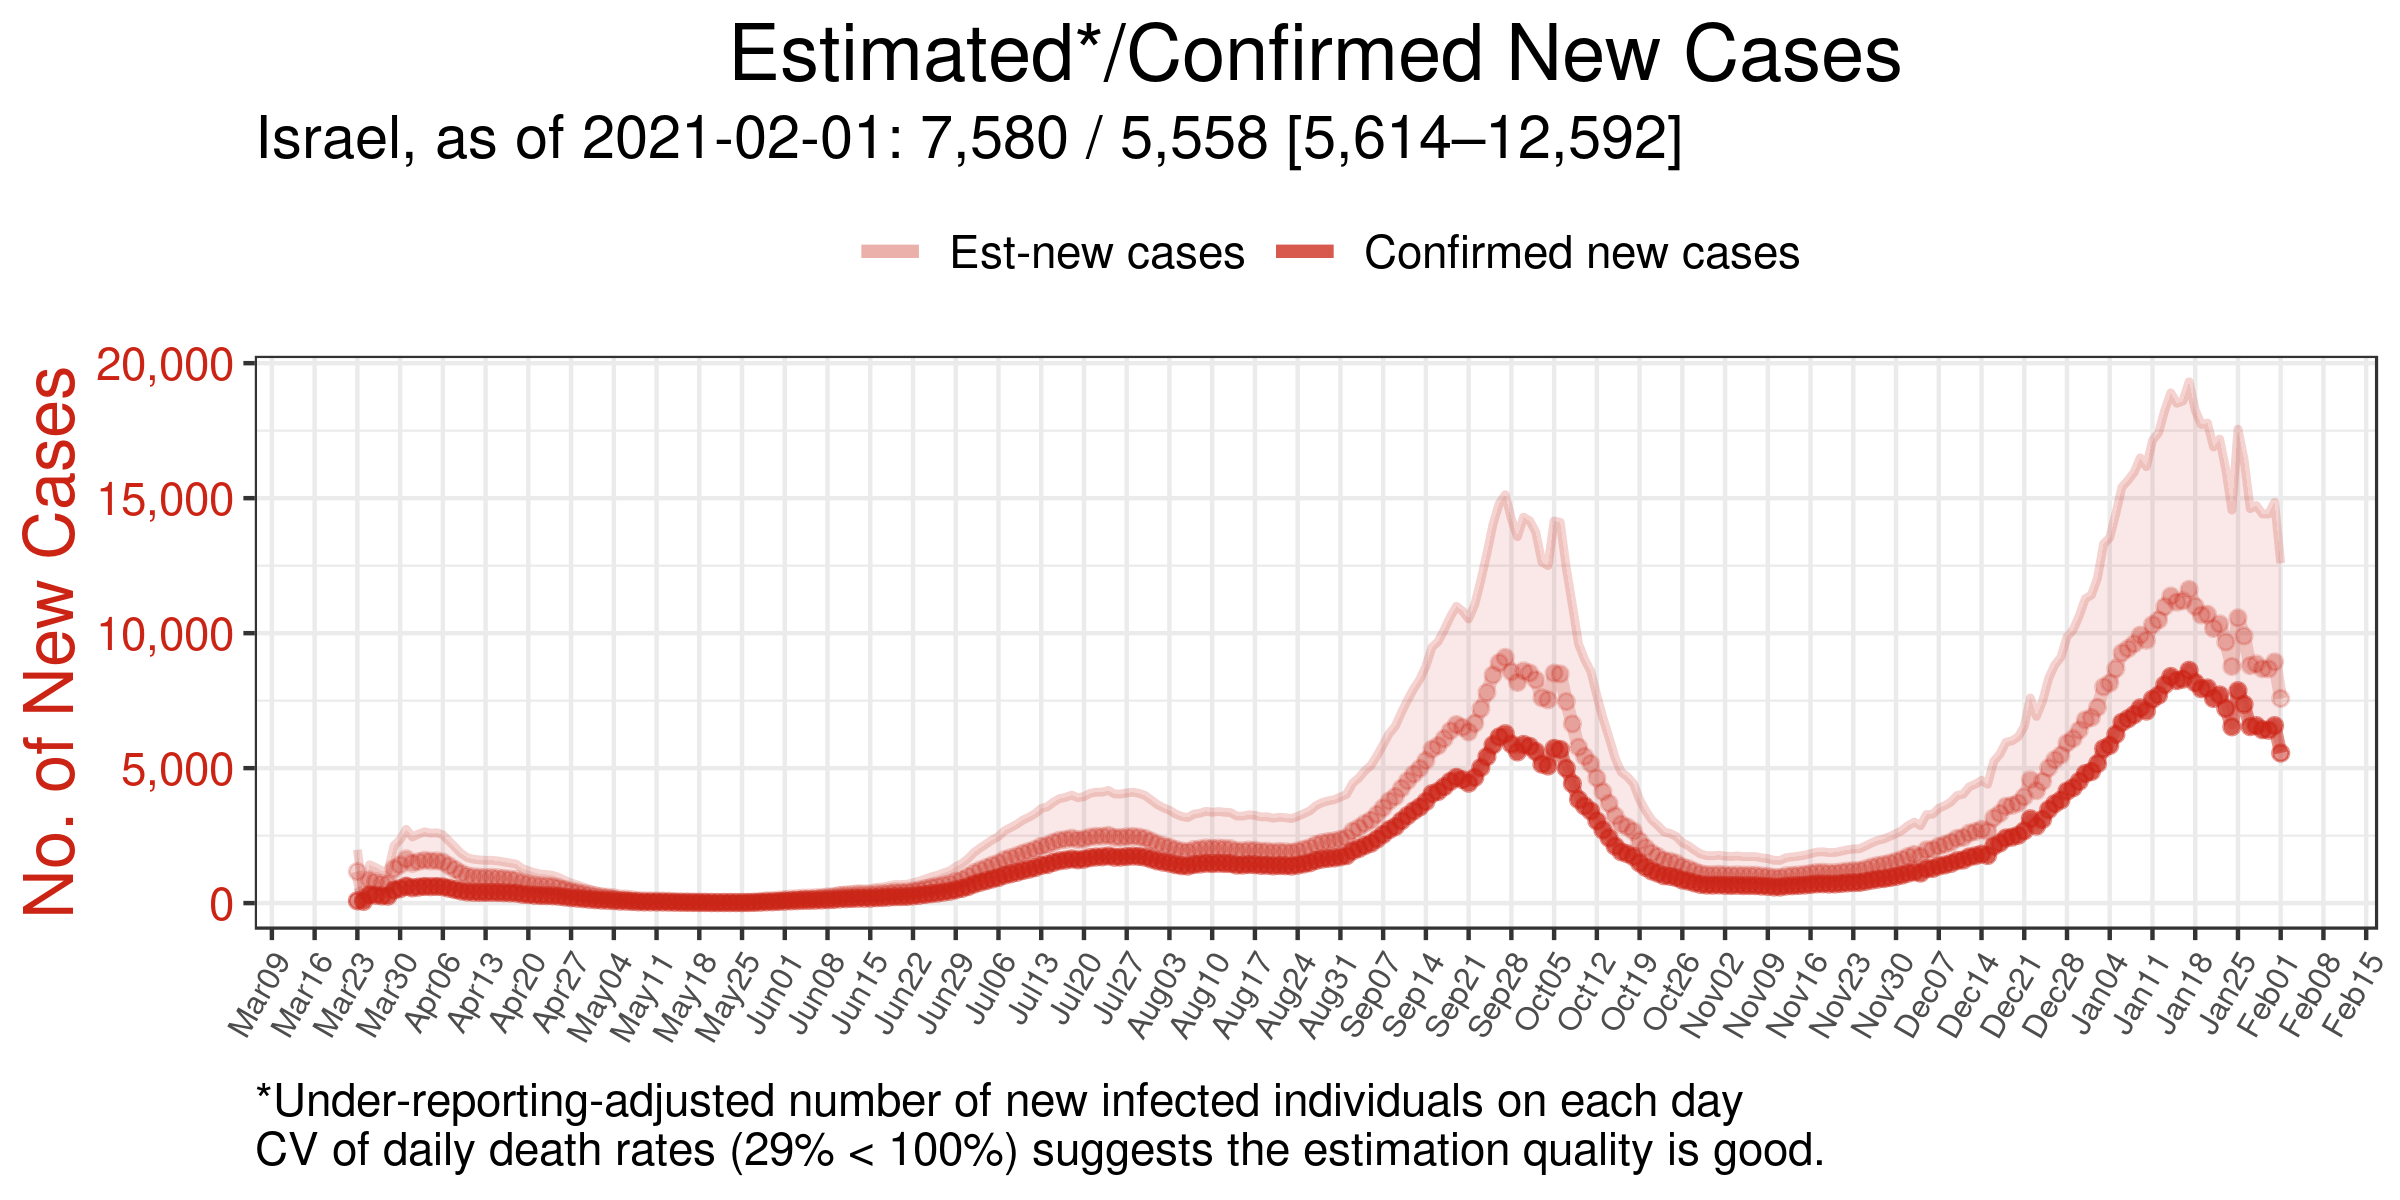 Estimated*/Confirmed New Cases
Israel, as of 2021-02-01: 7,580 / 5,558 [5,614–12,592]
Est-new cases
Confirmed new cases
No. of New Cases
20,000
15,000
10,000
5,000
0
Mar09
Mar16
Mar23
Mar30
Apr06
Apr13
Apr20
Apr27
May04
May11
May18
May25
Jun01
Jun08
Jun15
Jun22
Jun29
Jul06
Jul13
Jul20
Jul27
Aug03
Aug10
Aug17
Aug24
Aug31
Sep07
Sep14
Sep21
Sep28
Oct05
Oct12
Oct19
Oct26
Nov02
Nov09
Nov16
Nov23
Nov30
Dec07
Dec14
Dec21
Dec28
Jan04
Jan11
Jan18
Jan25
Feb01
Feb08
Feb15
*Under-reporting-adjusted number of new infected individuals on each day
CV of daily death rates (29% < 100%) suggests the estimation quality is good.